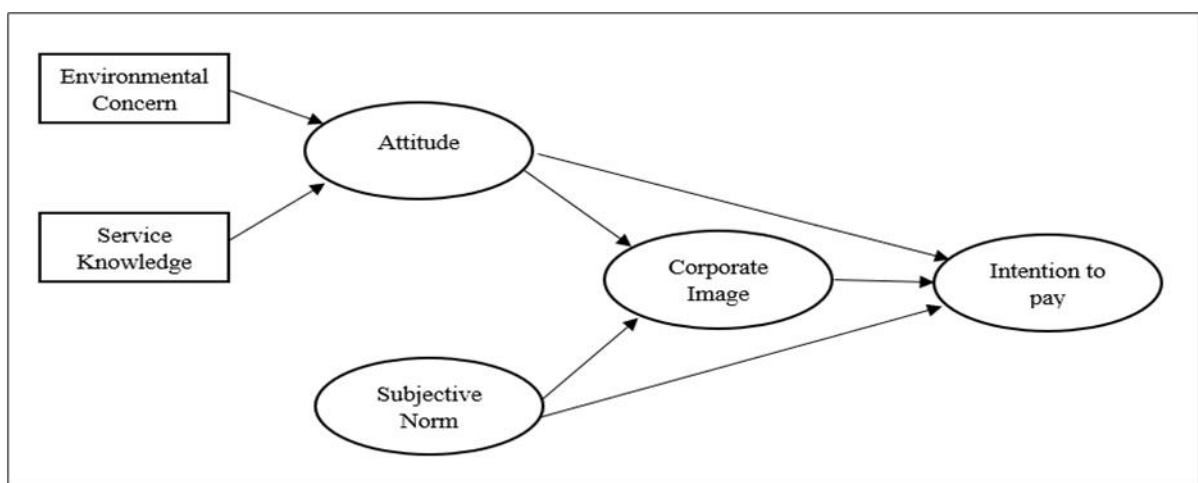 Environmental
Concern
Attitude
Service
Knowledge
Corporate
Image
Intention to
pay
Subjective
Norm